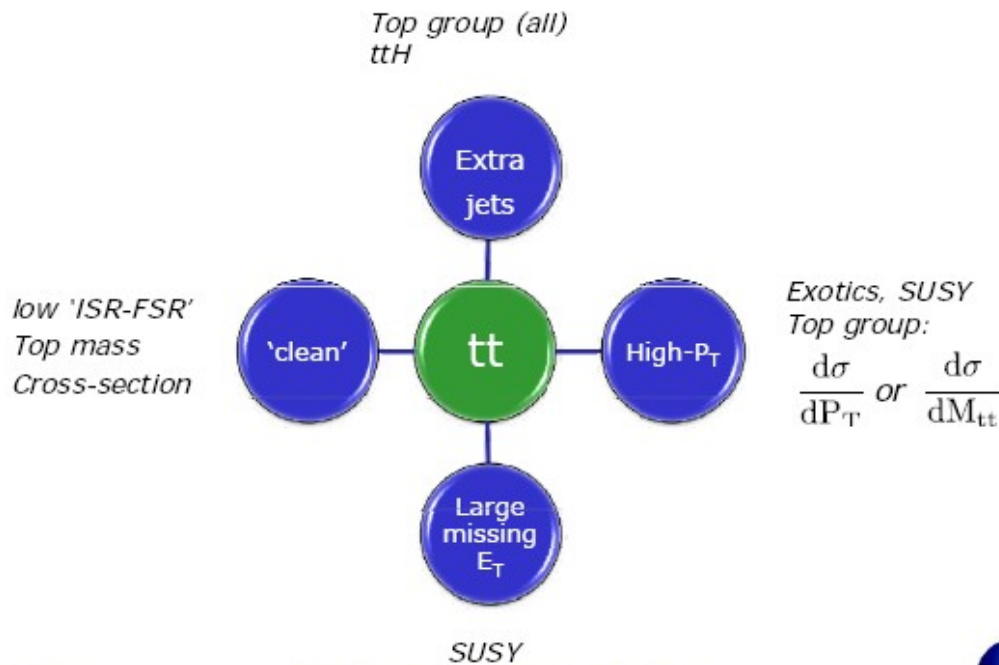 Top group (all)
ttH
Extra
jets
low 'ISR-FSR'
Top mass
Cross-section
'clean'
tt
High-P_T
Exotics, SUSY
Top group:
dσ/dP_T or dσ/dM_tt
Large
missing
E_T
SUSY